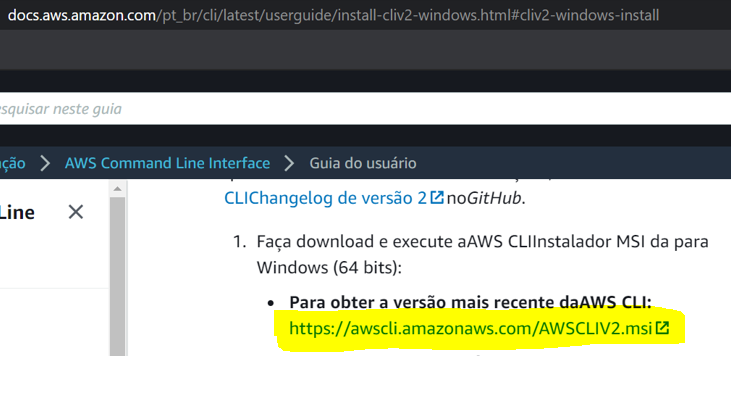 docs.aws.amazon.com/pt_br/cli/latest/userguide/install-cliv2-windows.html#cliv2-windows-install
esquisar neste guia
AWS Command Line Interface > Guia do usuário
Line ×
CLIChangelog de versão 2 noGitHub.
1. Faça download e execute aAWS CLIInstalador MSI da para
Windows (64 bits):
• Para obter a versão mais recente daAWS CLI:
https://awscli.amazonaws.com/AWSCLIV2.msi